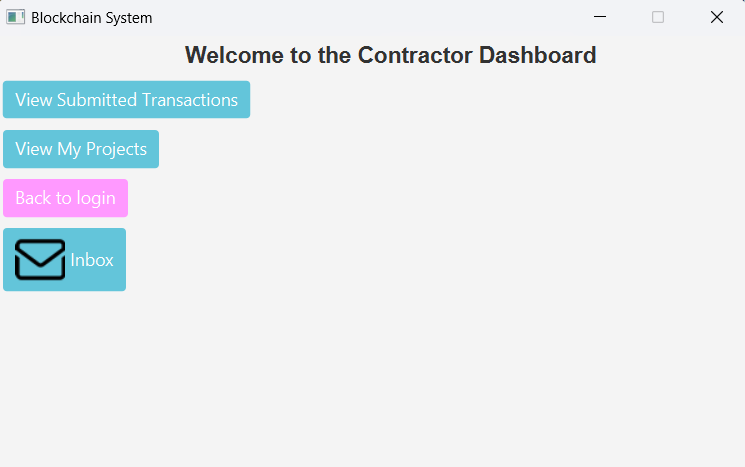 Blockchain System
Welcome to the Contractor Dashboard
View Submitted Transactions
View My Projects
Back to login
Inbox